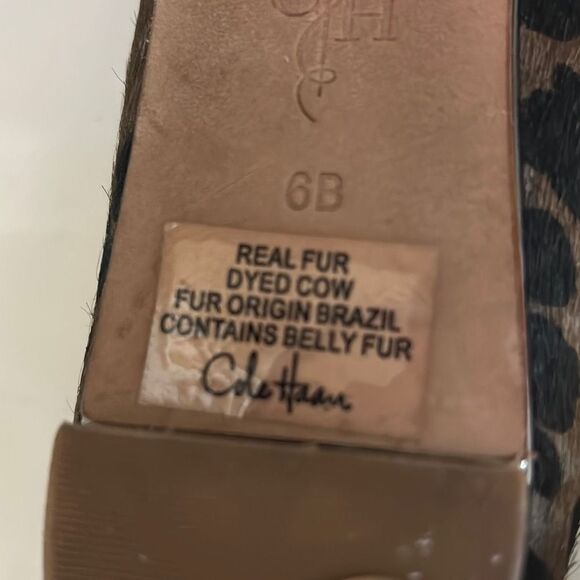 6B
REAL FUR
DYED COW
FUR ORIGIN BRAZIL
CONTAINS BELLY FUR
Cole Haan